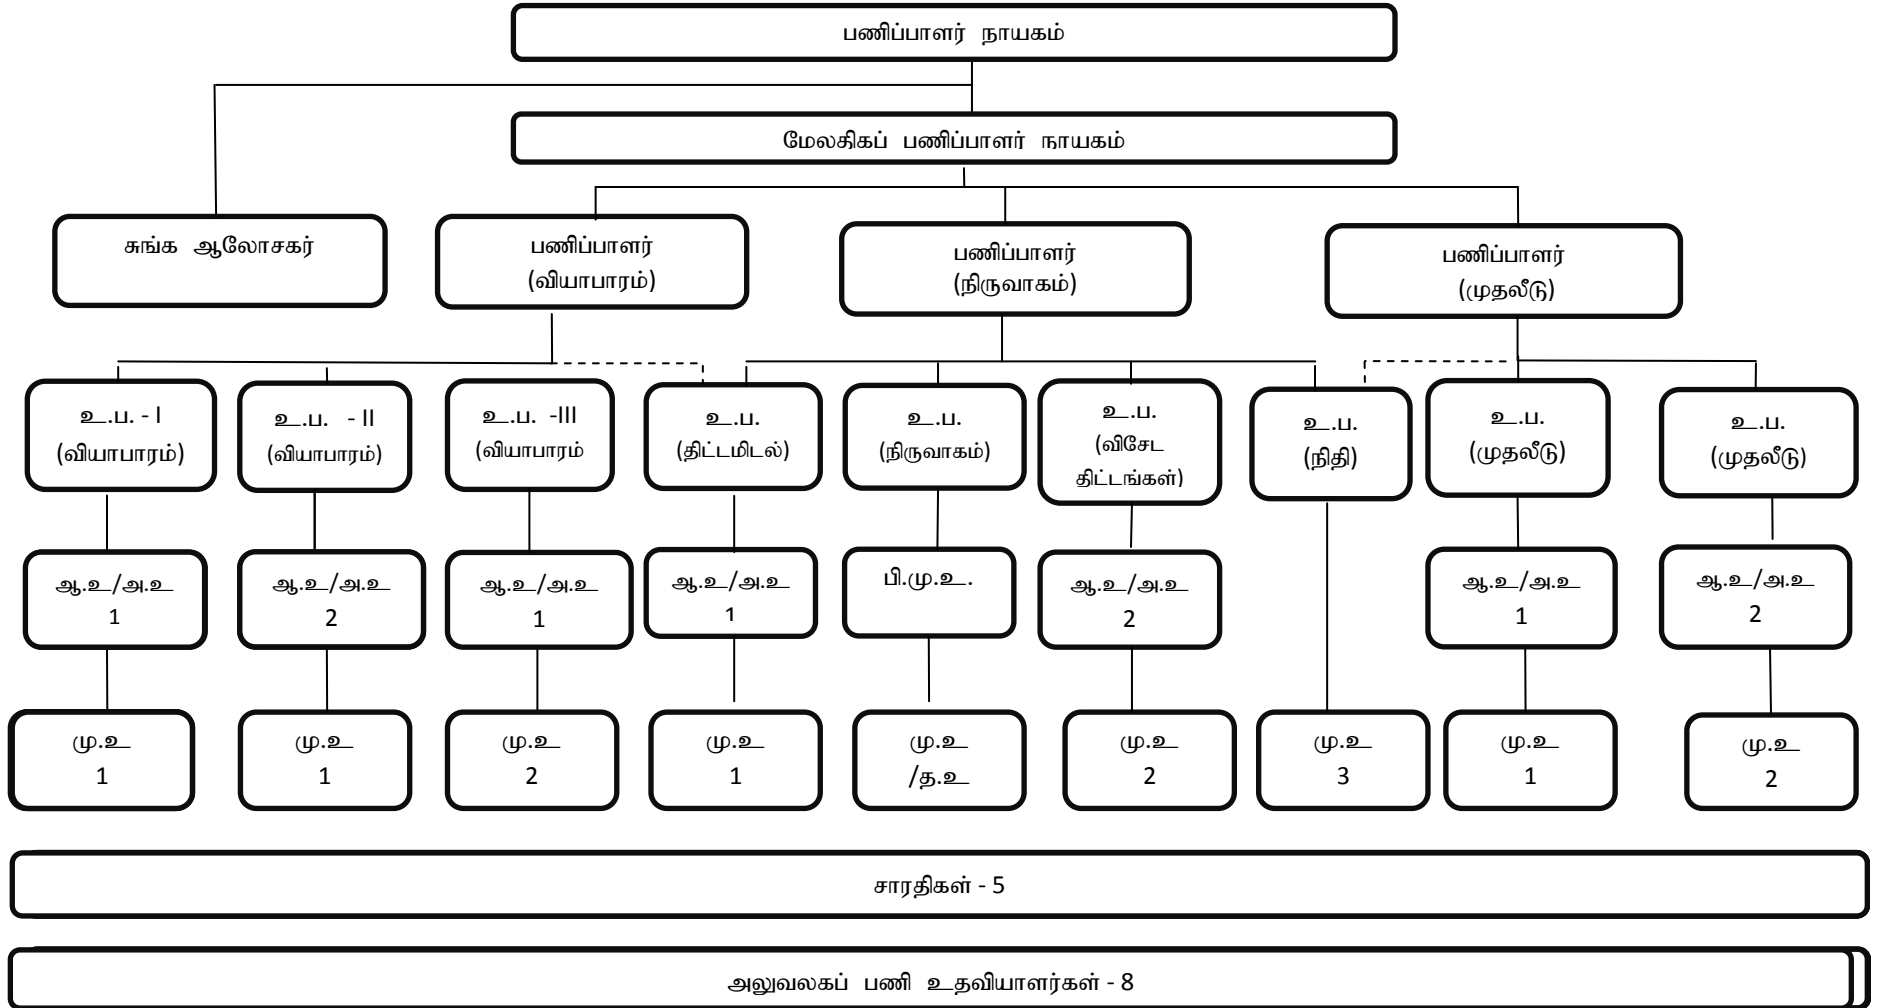 பணிப்பாளர் நாயகம்
மேலதிகப் பணிப்பாளர் நாயகம்
சுங்க ஆலோசகர்
பணிப்பாளர்
(வியாபாரம்)
பணிப்பாளர்
(நிருவாகம்)
பணிப்பாளர்
(முதலீடு)
உ.ப. - I
(வியாபாரம்)
உ.ப. - II
(வியாபாரம்)
உ.ப. -III
(வியாபாரம்
உ.ப.
(திட்டமிடல்)
உ.ப.
(நிருவாகம்)
உ.ப.
(விசேட
திட்டங்கள்)
உ.ப.
(நிதி)
உ.ப.
(முதலீடு)
உ.ப.
(முதலீடு)
ஆ.உ/அ.உ
1
ஆ.உ/அ.உ
2
ஆ.உ/அ.உ
1
ஆ.உ/அ.உ
1
பி.மு.உ.
ஆ.உ/அ.உ
2
ஆ.உ/அ.உ
1
ஆ.உ/அ.உ
2
மு.உ
1
மு.உ
1
மு.உ
2
மு.உ
1
மு.உ
/த.உ
மு.உ
2
மு.உ
3
மு.உ
1
மு.உ
2
சாரதிகள் - 5
அலுவலகப் பணி உதவியாளர்கள் - 8